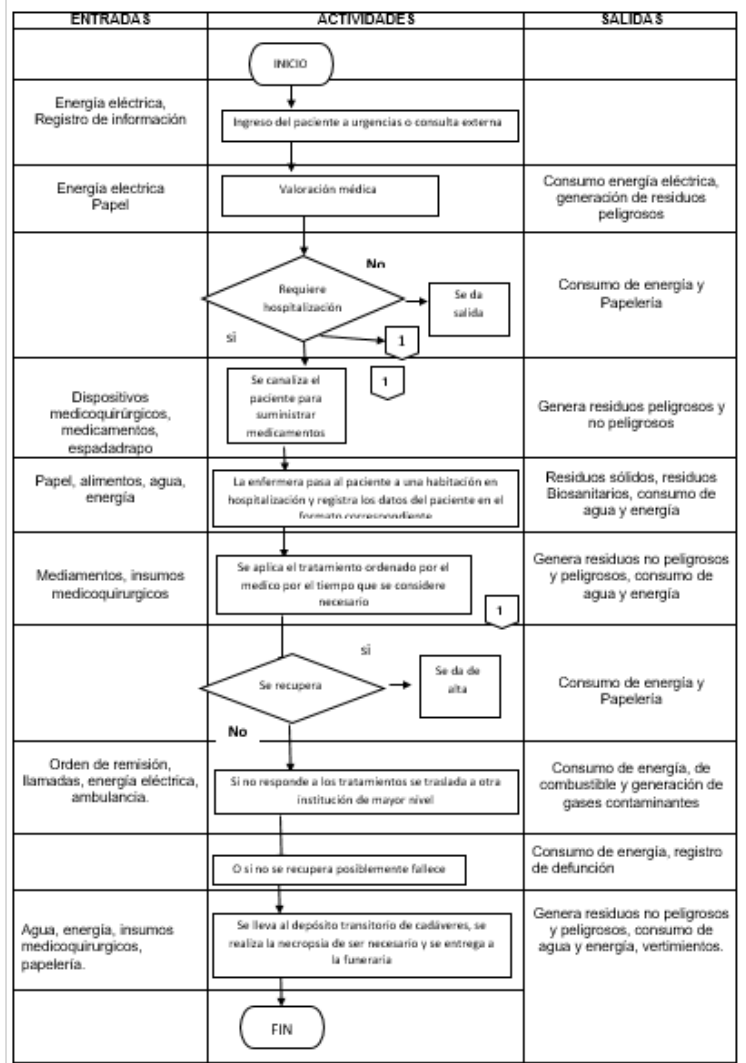 ENTRADAS
ACTIVIDADES
SALIDAS
INICIO
Energía eléctrica,
Registro de información
Ingreso del paciente a urgencias o consulta externa
Energía electrica
Papel
Valoración médica
Consumo energía eléctrica,
generación de residuos
peligrosos
No
Requiere
hospitalización
Se da
salida
Consumo de energía y
Papelería
si
1
Dispositivos
medicoquirúrgicos,
medicamentos,
espadadrapo
Se canaliza el
paciente para
suministrar
medicamentos
1
Genera residuos peligrosos y
no peligrosos
Papel, alimentos, agua,
energía
La enfermera pasa al paciente a una habitación en
hospitalización y registra los datos del paciente en el
formato correspondiente
Residuos sólidos, residuos
Biosanitarios, consumo de
agua y energía
Mediamentos, insumos
medicoquirurgicos
Se aplica el tratamiento ordenado por el
medico por el tiempo que se considere
necesario
1
Genera residuos no peligrosos
y peligrosos, consumo de
agua y energía
si
Se recupera
Se da de
alta
Consumo de energía y
Papelería
No
Orden de remisión,
llamadas, energía eléctrica,
ambulancia.
Si no responde a los tratamientos se traslada a otra
institución de mayor nivel
Consumo de energía, de
combustible y generación de
gases contaminantes
O si no se recupera posiblemente fallece
Consumo de energía, registro
de defunción
Agua, energía, insumos
medicoquirurgicos,
papelería.
Se lleva al depósito transitorio de cadáveres, se
realiza la necropsia de ser necesario y se entrega a
la funeraria
Genera residuos no peligrosos
y peligrosos, consumo de
agua y energía, vertimientos.
FIN